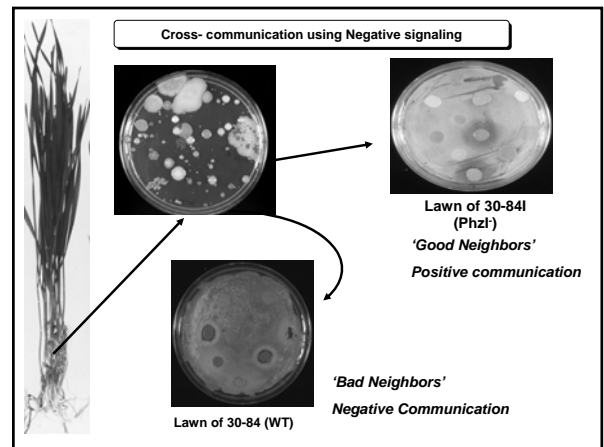 Cross- communication using Negative signaling
Lawn of 30-84I
(PhzI-)
'Good Neighbors'
Positive communication
'Bad Neighbors'
Negative Communication
Lawn of 30-84 (WT)